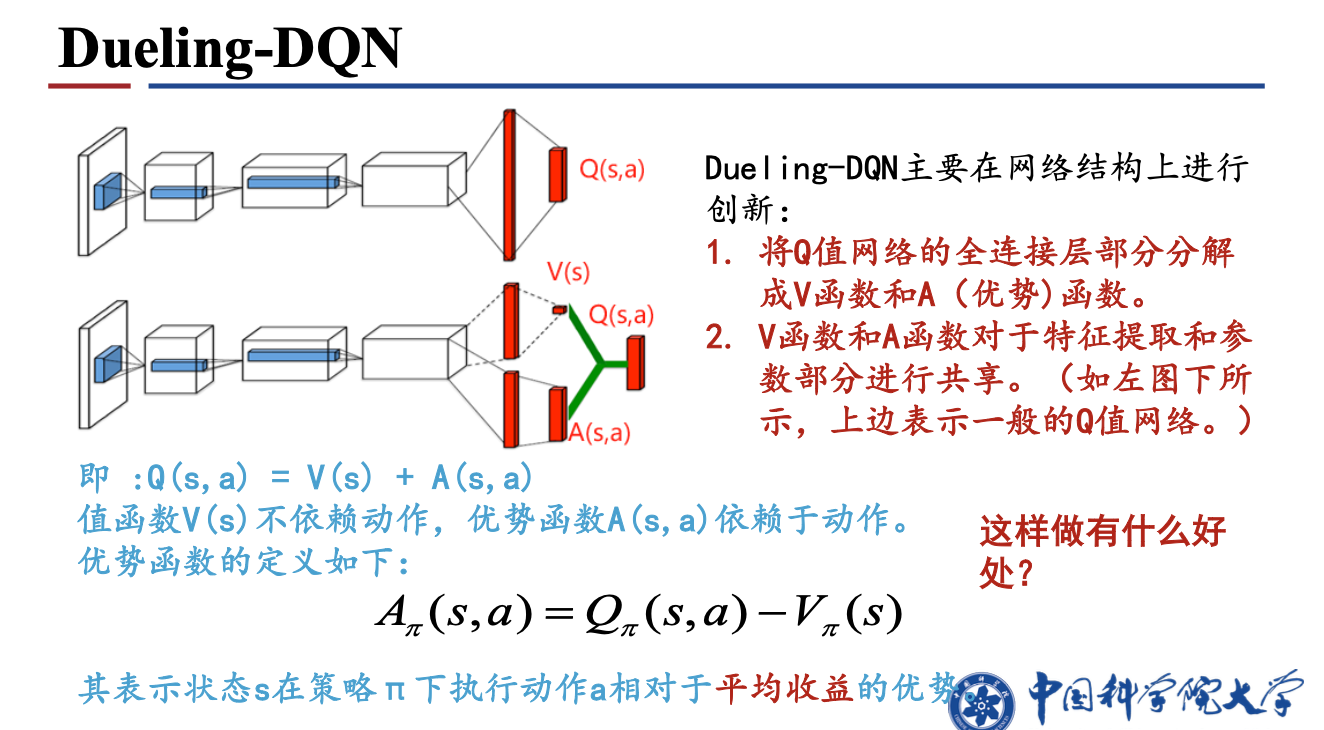 Dueling-DQN
Q(s,a)
V(s)
Q(s,a)
A(s,a)
Dueling-DQN主要在网络结构上进行
创新：
1. 将Q值网络的全连接层部分分解
成V函数和A（优势)函数。
2. V函数和A函数对于特征提取和参
数部分进行共享。（如左图下所
示，上边表示一般的Q值网络。）
即 :Q(s,a) = V(s) + A(s,a)
值函数V(s)不依赖动作，优势函数A(s,a)依赖于动作。
优势函数的定义如下：
这样做有什么好
处？
A_π(s,a) = Q_π(s,a) − V_π(s)
其表示状态s在策略π下执行动作a相对于平均收益的优势
中国科学院大学